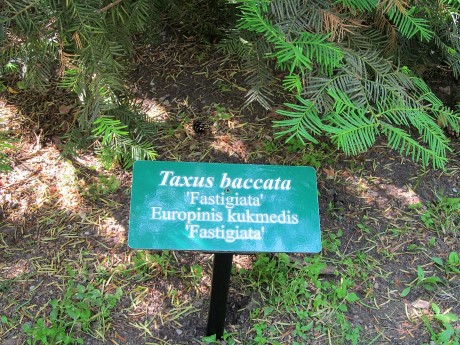 Taxus baccata
'Fastigiata'
Europinis kukmedis
'Fastigiata'